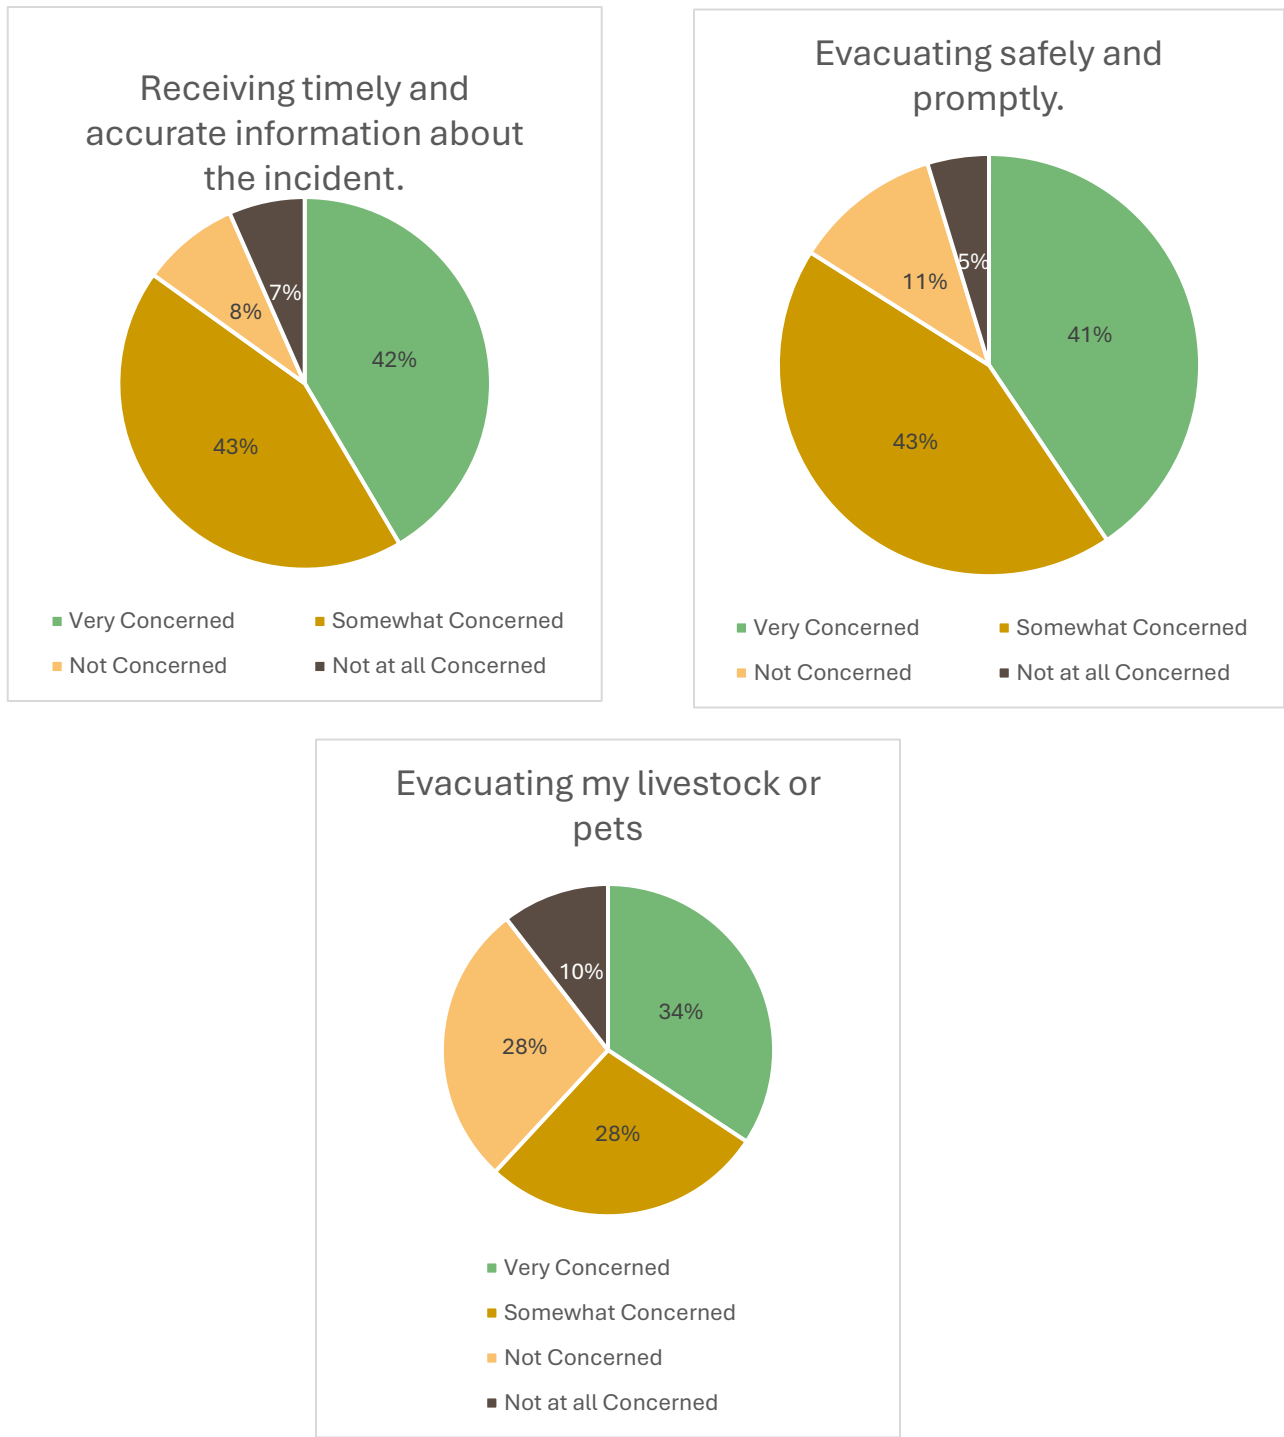 Receiving timely and
accurate information about
the incident.
7%
8%
42%
43%
Very Concerned
Somewhat Concerned
Not Concerned
Not at all Concerned
Evacuating safely and
promptly.
5%
11%
41%
43%
Very Concerned
Somewhat Concerned
Not Concerned
Not at all Concerned
Evacuating my livestock or
pets
10%
34%
28%
28%
Very Concerned
Somewhat Concerned
Not Concerned
Not at all Concerned